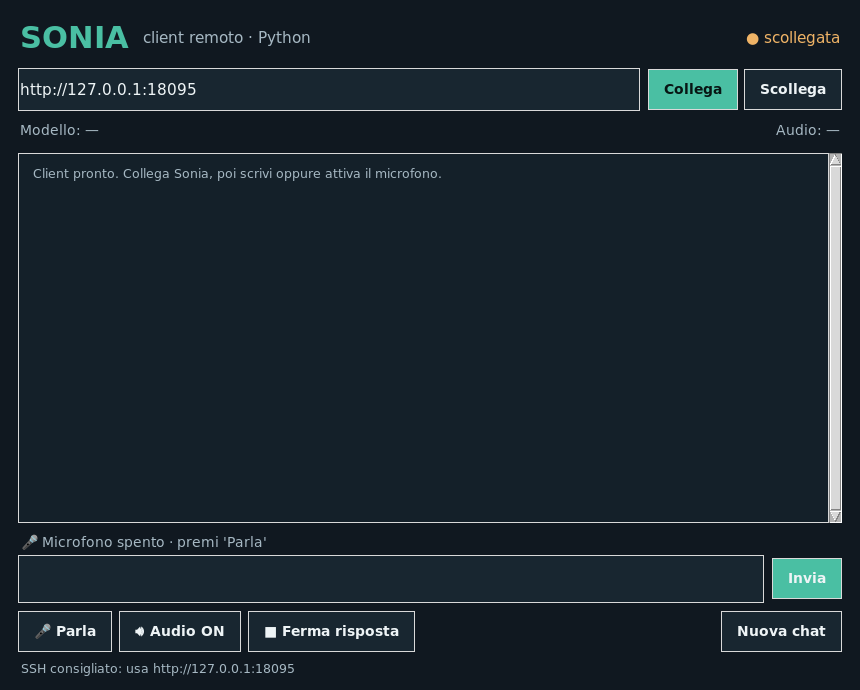 SONIA client remoto · Python ● scollegata
http://127.0.0.1:18095 Collega Scollega
Modello: — Audio: —
Client pronto. Collega Sonia, poi scrivi oppure attiva il microfono.
🎤 Microfono spento · premi 'Parla'
Invia
🎤 Parla 🔊 Audio ON ■ Ferma risposta Nuova chat
SSH consigliato: usa http://127.0.0.1:18095